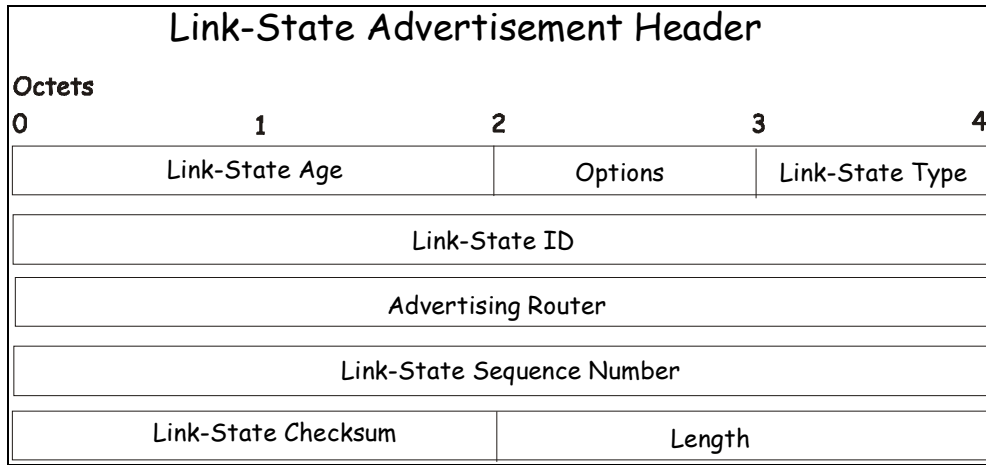 Link-State Advertisement Header
Octets
0 1 2 3 4
Link-State Age Options Link-State Type
Link-State ID
Advertising Router
Link-State Sequence Number
Link-State Checksum Length